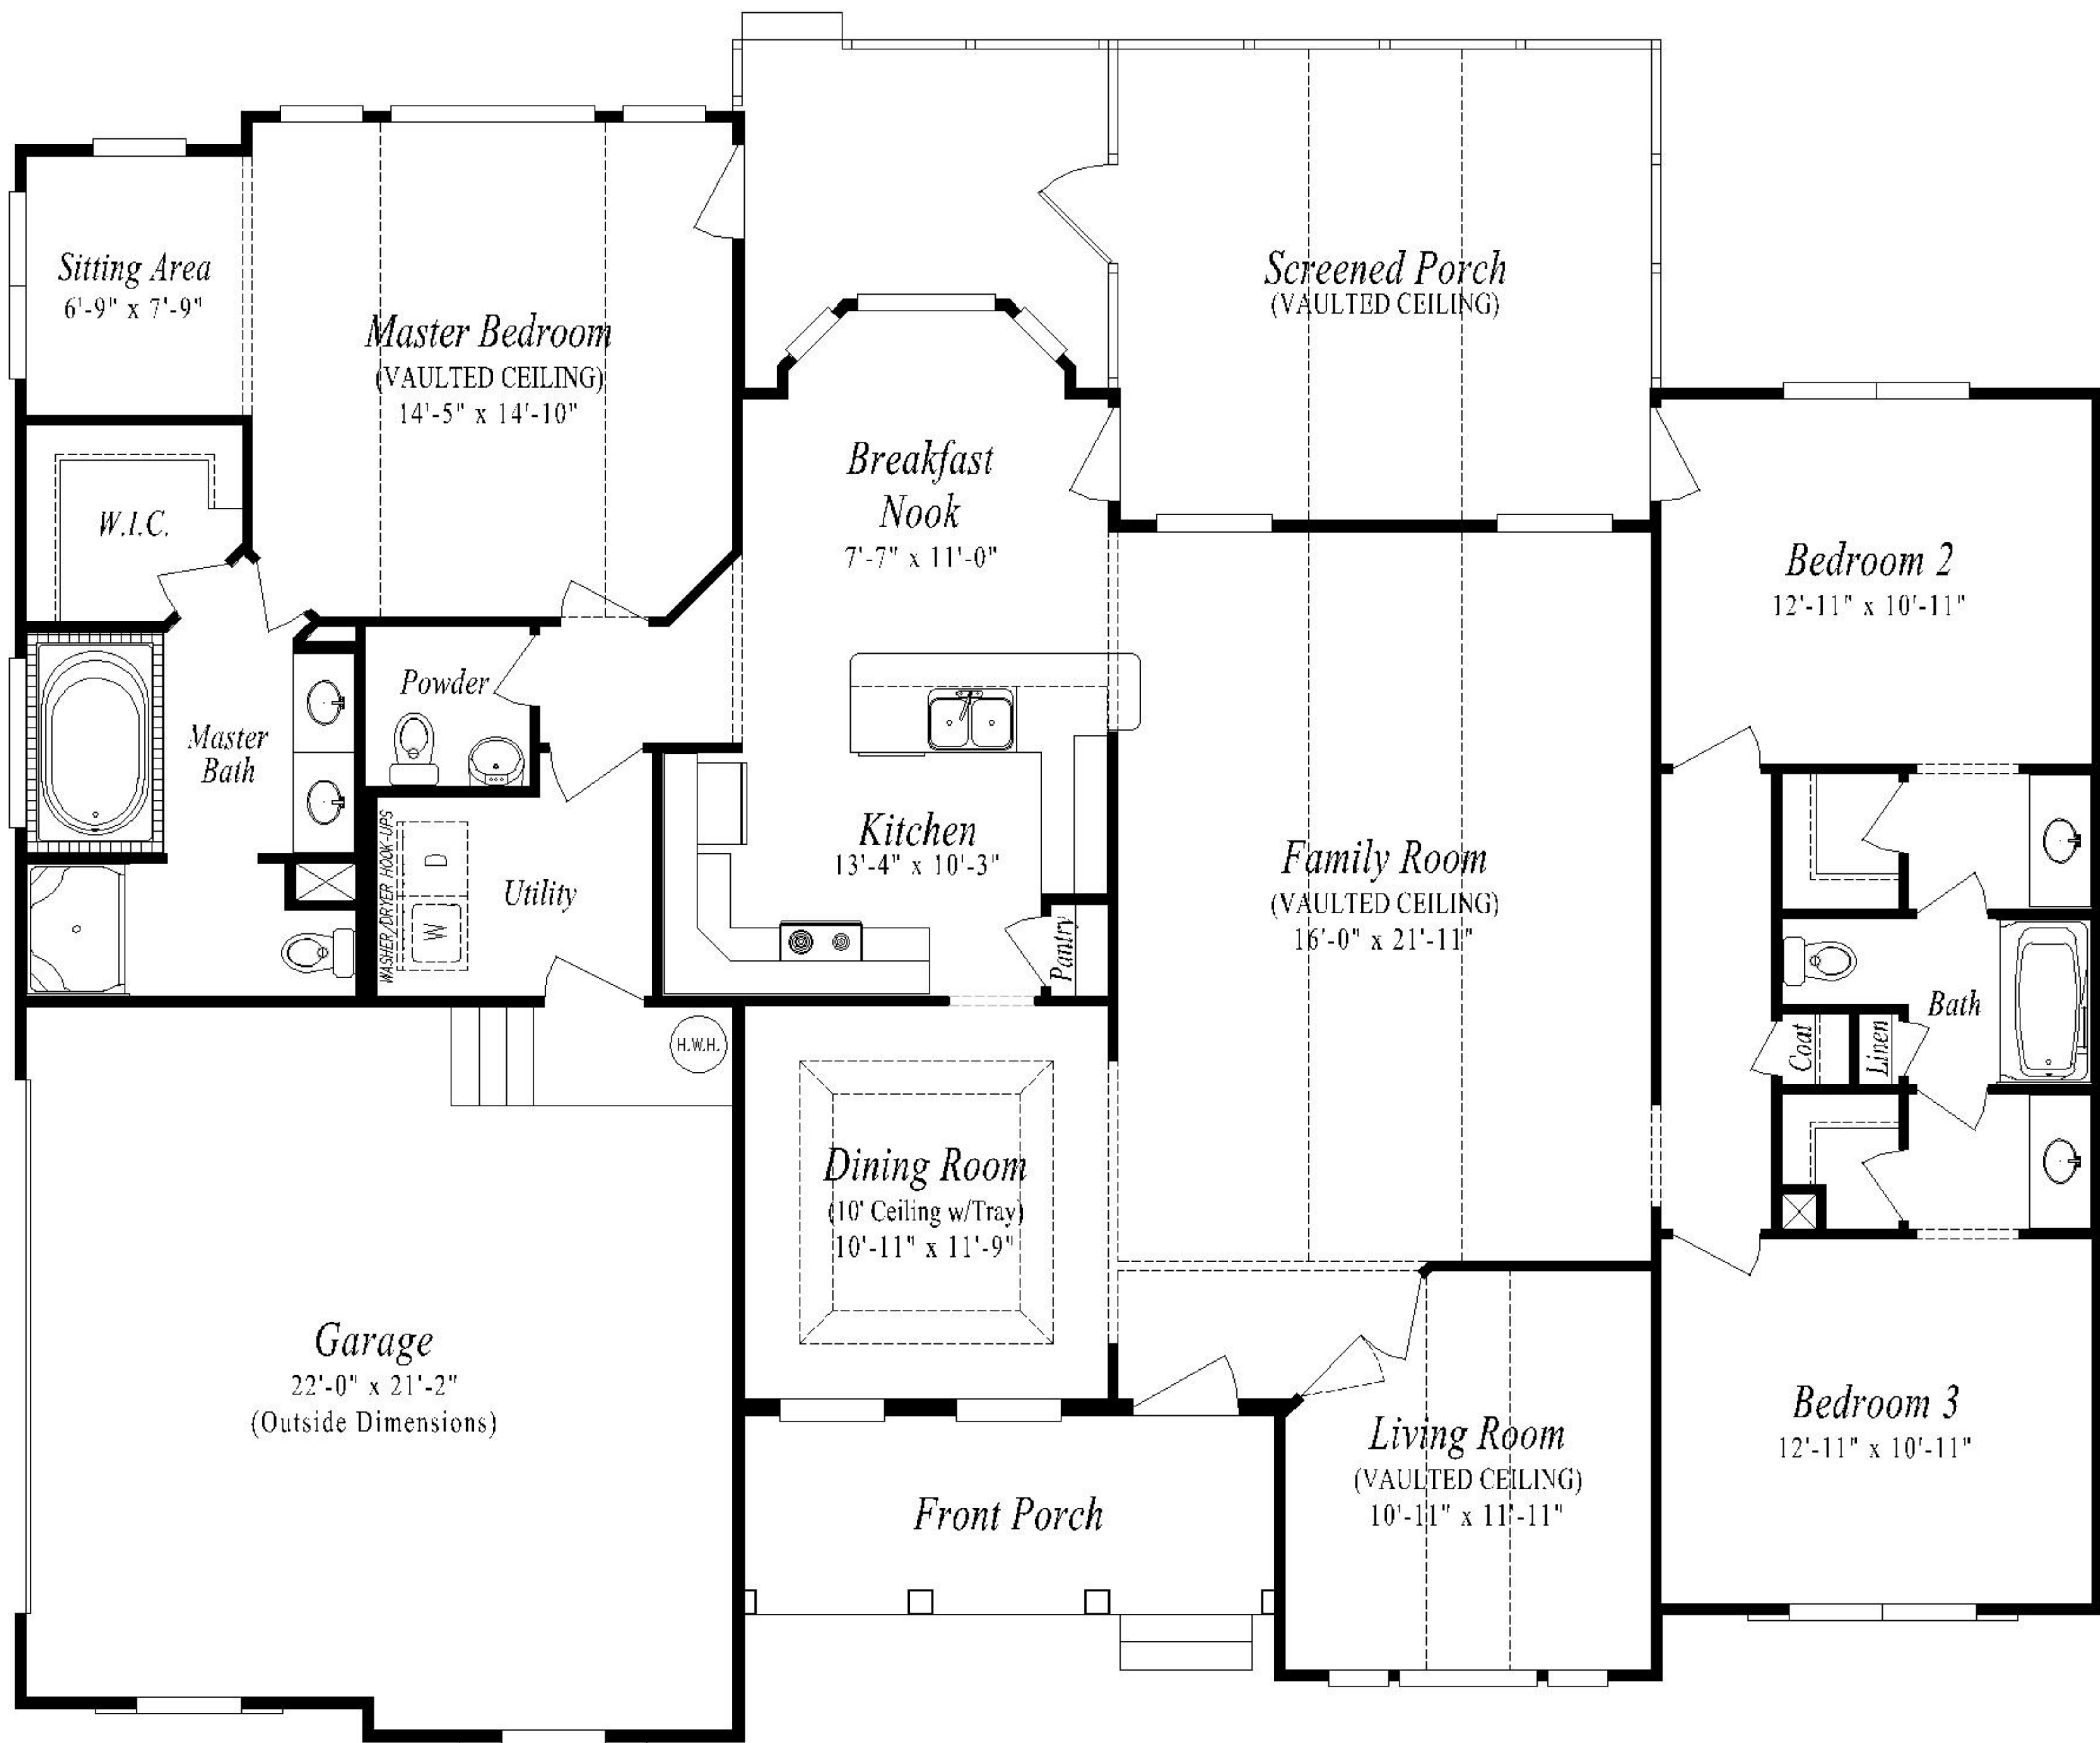 Sitting Area
6'-9" x 7'-9"
Master Bedroom
(VAULTED CEILING)
14'-5" x 14'-10"
Screened Porch
(VAULTED CEILING)
Breakfast
Nook
7'-7" x 11'-0"
W.I.C.
Bedroom 2
12'-11" x 10'-11"
Powder
Master
Bath
Kitchen
13'-4" x 10'-3"
Family Room
(VAULTED CEILING)
16'-0" x 21'-11"
WASHER/DRYER HOOK-UPS
D
W
Utility
Pantry
Bath
Coat
Linen
H.W.H.
Dining Room
(10' Ceiling w/Tray)
10'-11" x 11'-9"
Garage
22'-0" x 21'-2"
(Outside Dimensions)
Bedroom 3
12'-11" x 10'-11"
Living Room
(VAULTED CEILING)
10'-11" x 11'-11"
Front Porch